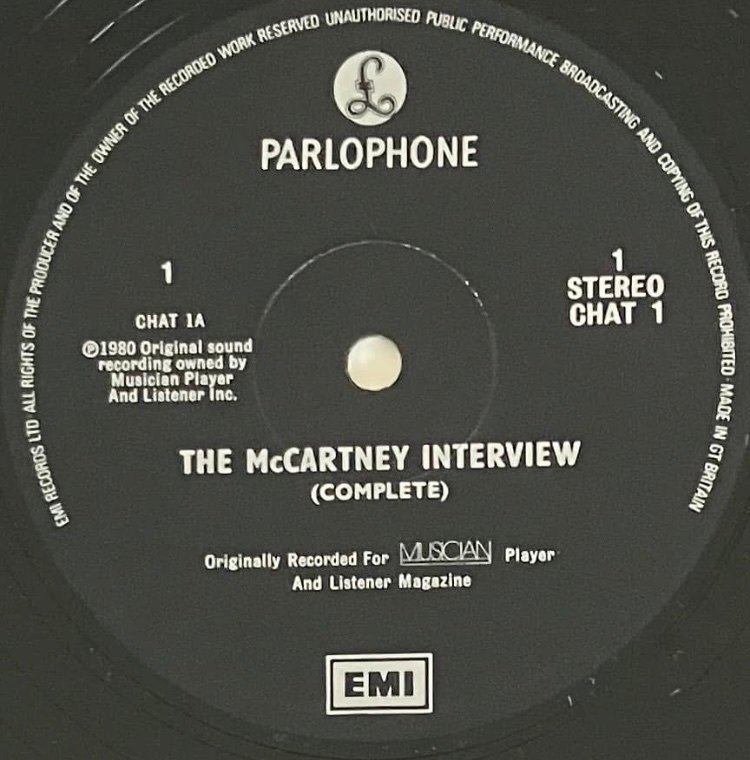 EMI RECORDS LTD ALL RIGHTS OF THE PRODUCER AND OF THE OWNER OF THE RECORDED WORK RESERVED UNAUTHORISED PUBLIC PERFORMANCE BROADCASTING AND COPYING OF THIS RECORD PROHIBITED · MADE IN GT BRITAIN
£
PARLOPHONE
1
CHAT 1A
℗1980 Original sound
recording owned by
Musician Player
And Listener Inc.
1
STEREO
CHAT 1
THE McCARTNEY INTERVIEW
(COMPLETE)
Originally Recorded For MUSICIAN Player
And Listener Magazine
EMI